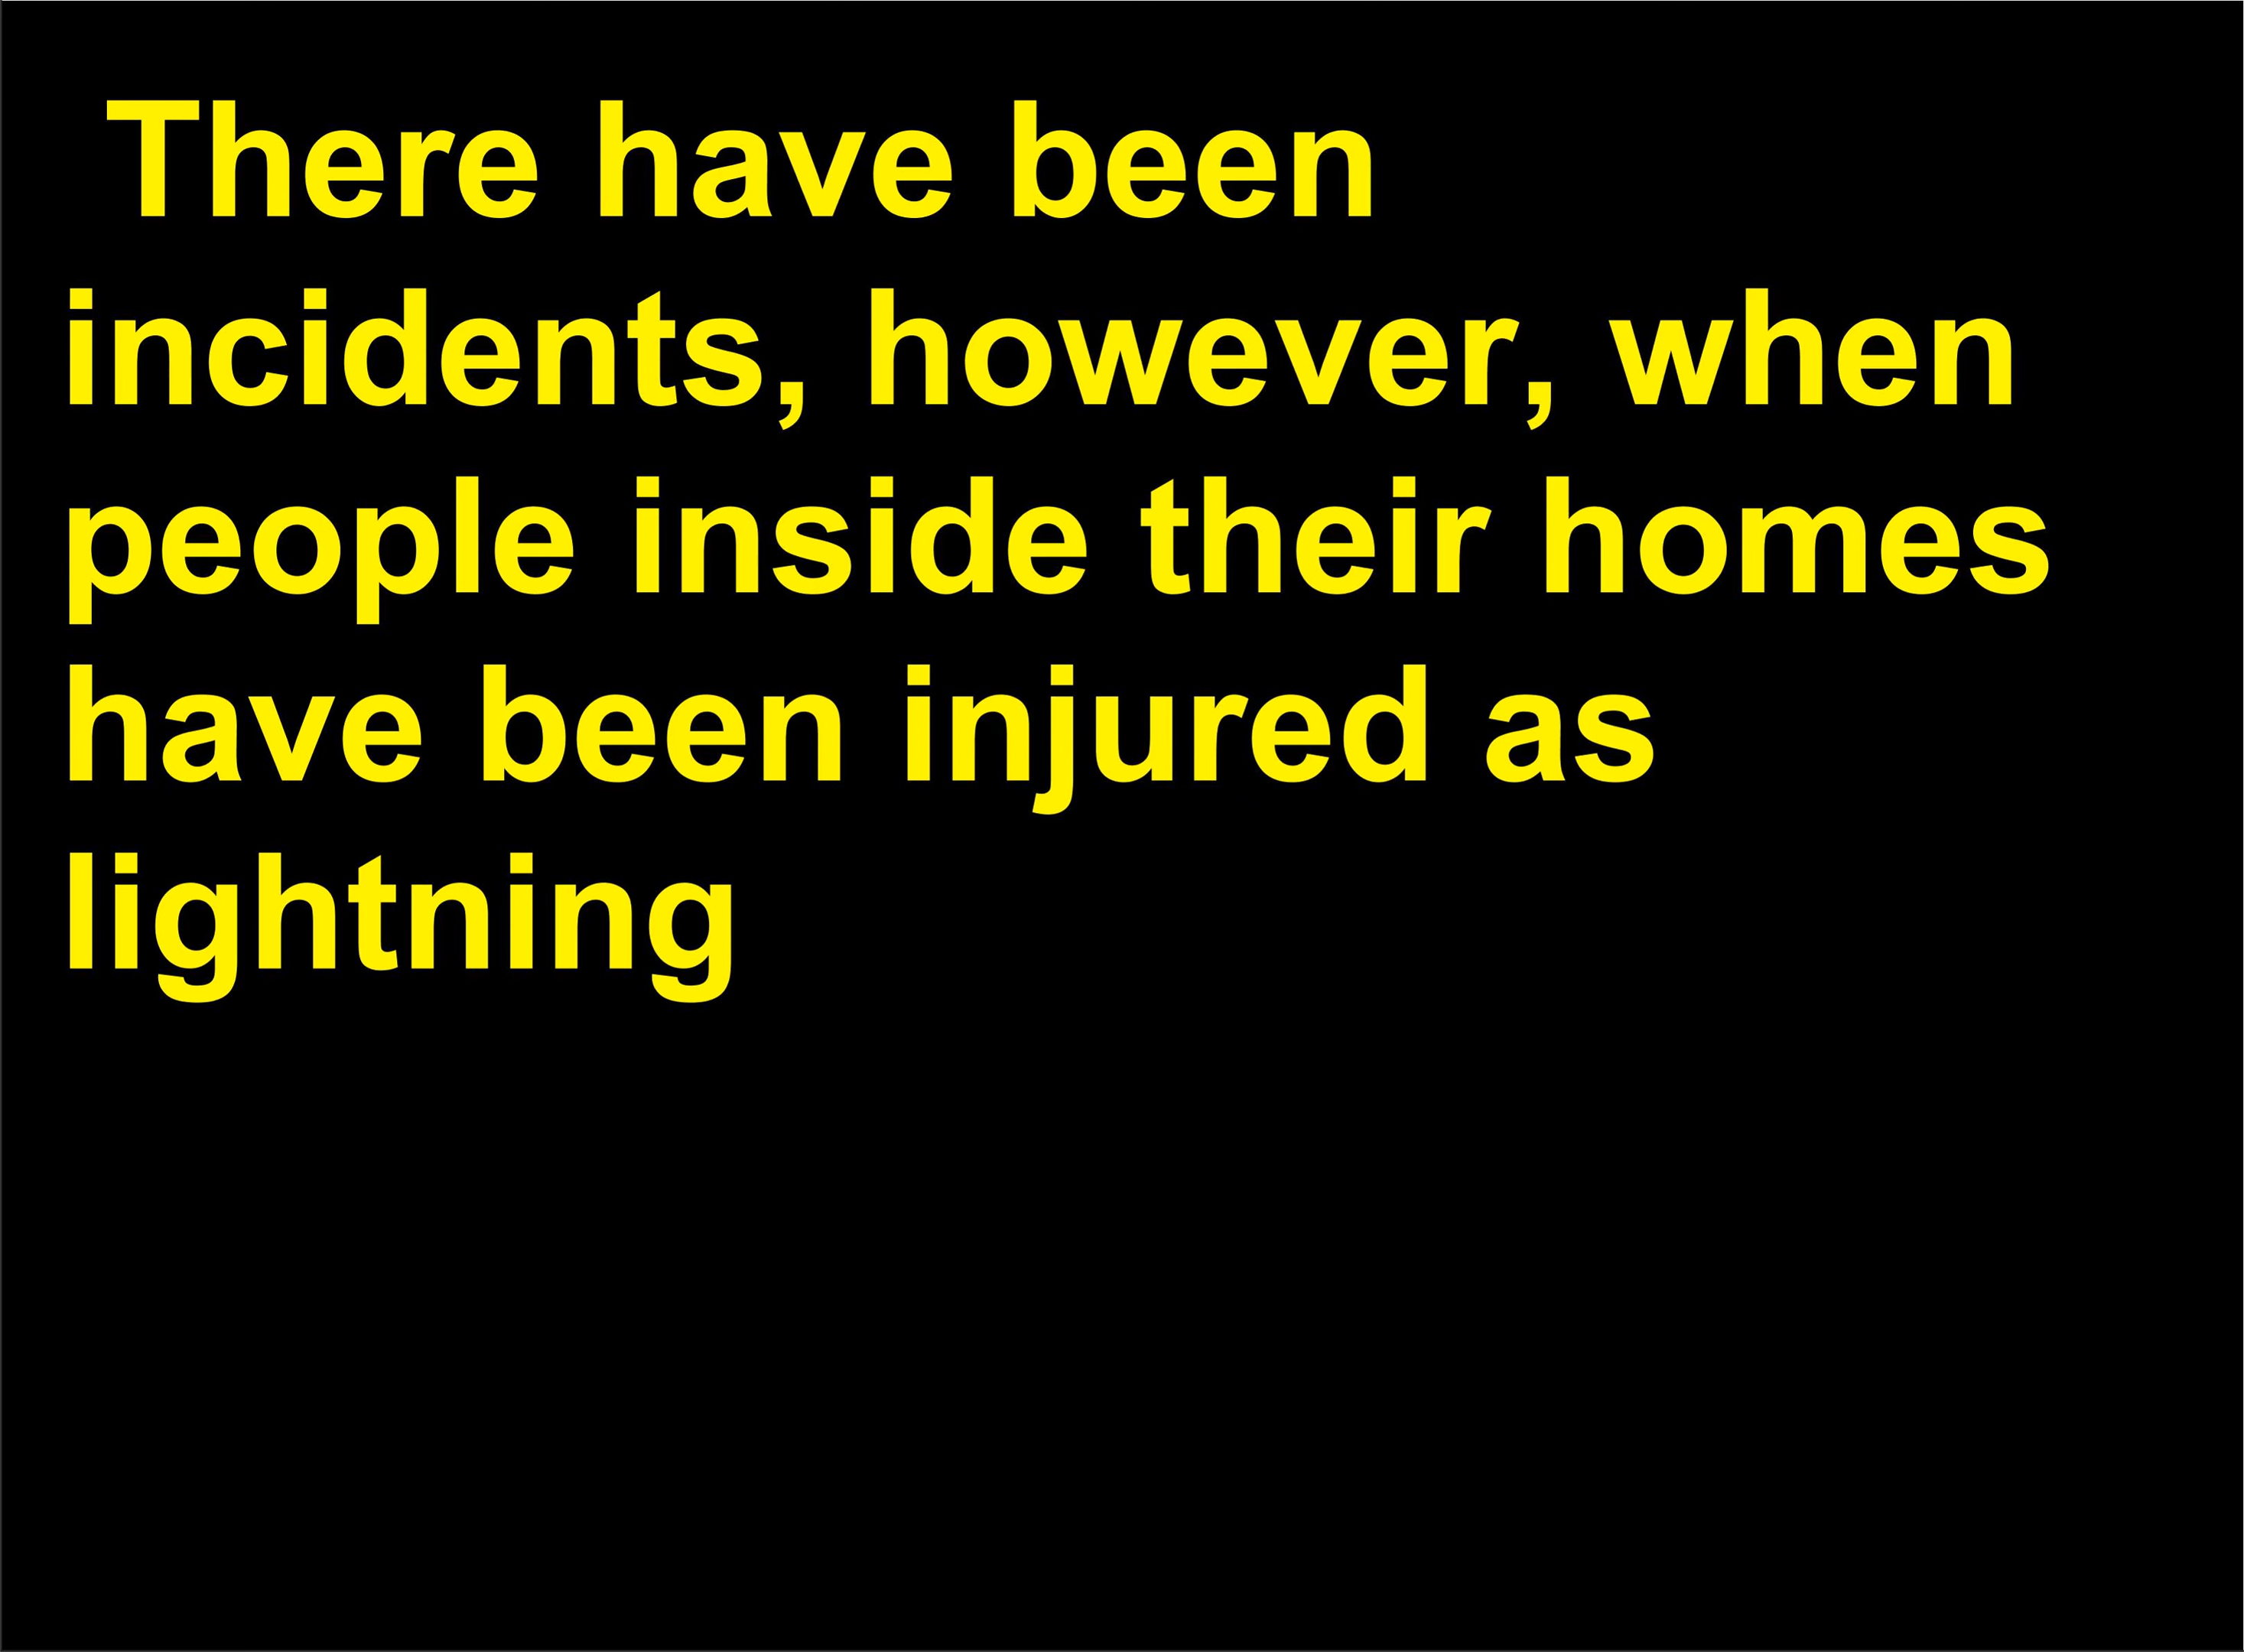 There have been
incidents, however, when
people inside their homes
have been injured as
lightning